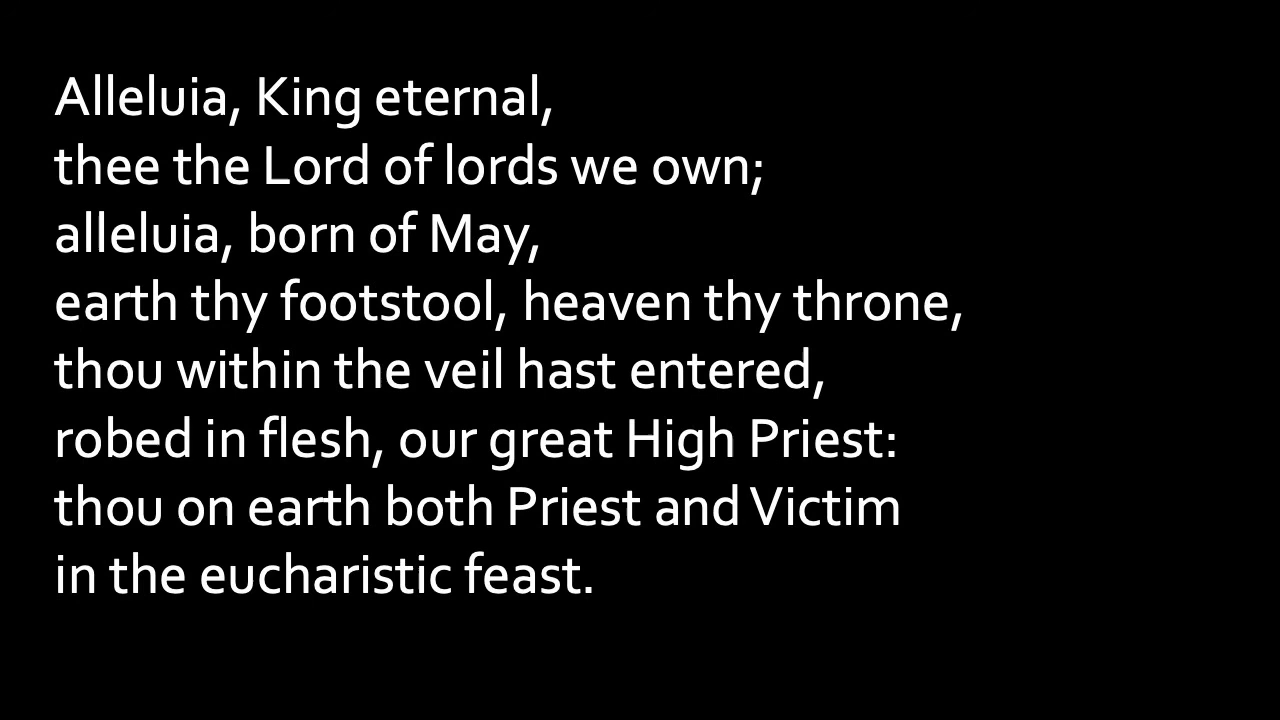 Alleluia, King eternal,
thee the Lord of lords we own;
alleluia, born of May,
earth thy footstool, heaven thy throne,
thou within the veil hast entered,
robed in flesh, our great High Priest:
thou on earth both Priest and Victim
in the eucharistic feast.